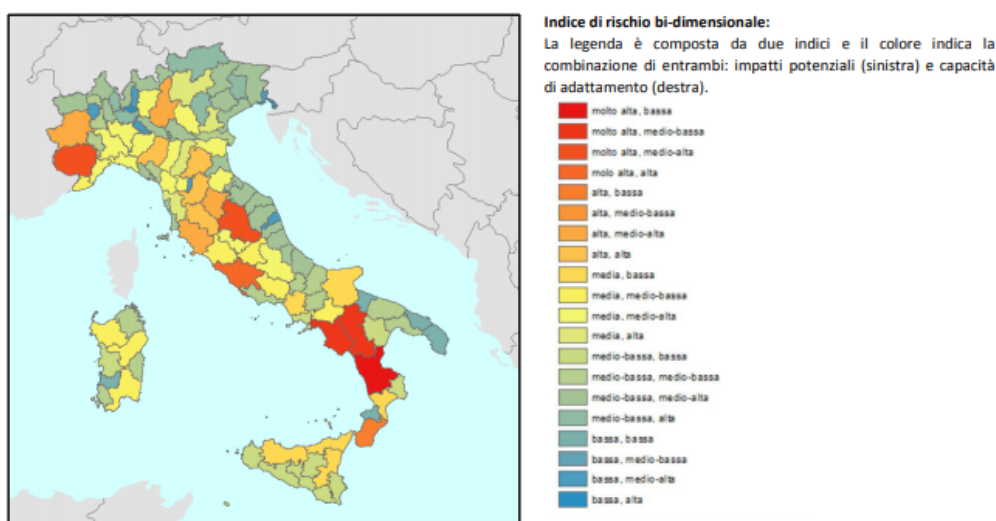 Indice di rischio bi-dimensionale:
La legenda è composta da due indici e il colore indica la
combinazione di entrambi: impatti potenziali (sinistra) e capacità
di adattamento (destra).
molto alta, bassa
molto alta, medio-bassa
molto alta, medio-alta
molo alta, alta
alta, bassa
alta, medio-bassa
alta, medio-alta
alta, alta
media, bassa
media, medio-bassa
media, medio-alta
media, alta
medio-bassa, bassa
medio-bassa, medio-bassa
medio-bassa, medio-alta
medio-bassa, alta
bassa, bassa
bassa, medio-bassa
bassa, medio-alta
bassa, alta